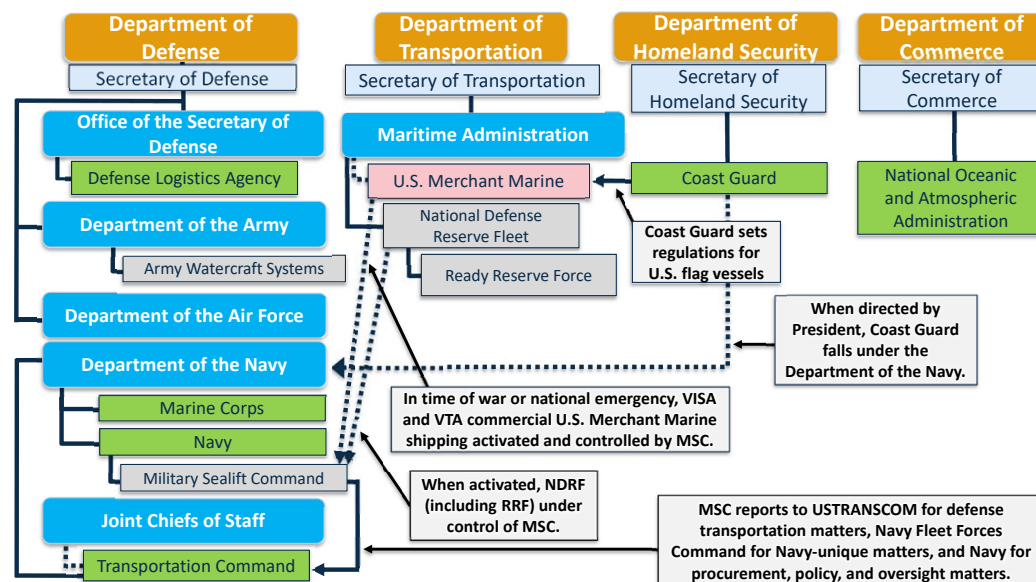 Department of
Defense
Secretary of Defense
Office of the Secretary of
Defense
Defense Logistics Agency
Department of the Army
Army Watercraft Systems
Department of the Air Force
Department of the Navy
Marine Corps
Navy
Military Sealift Command
Joint Chiefs of Staff
Transportation Command
Department of
Transportation
Secretary of Transportation
Maritime Administration
U.S. Merchant Marine
National Defense
Reserve Fleet
Ready Reserve Force
In time of war or national emergency, VISA
and VTA commercial U.S. Merchant Marine
shipping activated and controlled by MSC.
When activated, NDRF
(including RRF) under
control of MSC.
Department of
Homeland Security
Secretary of
Homeland Security
Coast Guard
Coast Guard sets
regulations for
U.S. flag vessels
When directed by
President, Coast Guard
falls under the
Department of the Navy.
Department of
Commerce
Secretary of
Commerce
National Oceanic
and Atmospheric
Administration
MSC reports to USTRANSCOM for defense
transportation matters, Navy Fleet Forces
Command for Navy-unique matters, and Navy for
procurement, policy, and oversight matters.